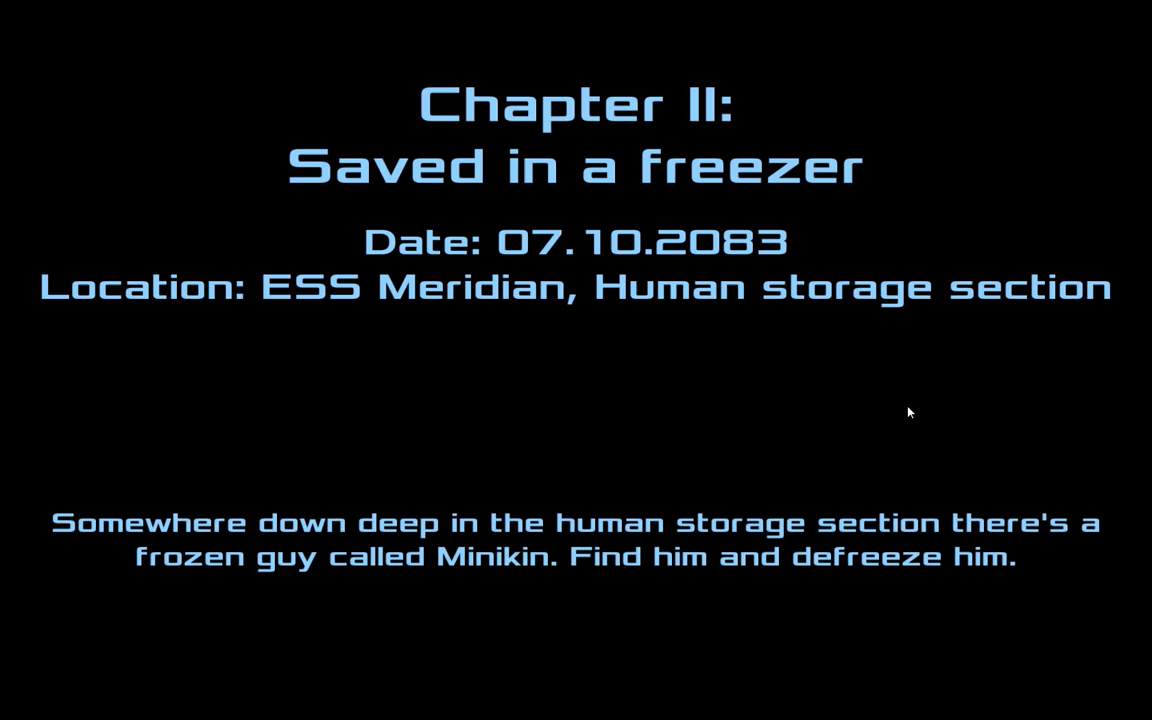 Chapter II:
Saved in a freezer
Date: 07.10.2083
Location: ESS Meridian, Human storage section
Somewhere down deep in the human storage section there's a
frozen guy called Minikin. Find him and defreeze him.